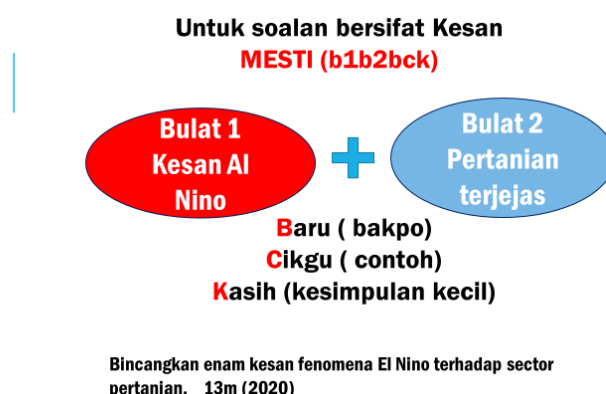 Untuk soalan bersifat Kesan
MESTI (b1b2bck)
Bulat 1
Kesan Al
Nino
Bulat 2
Pertanian
terjejas
Baru ( bakpo)
Cikgu ( contoh)
Kasih (kesimpulan kecil)
Bincangkan enam kesan fenomena El Nino terhadap sector
pertanian. 13m (2020)